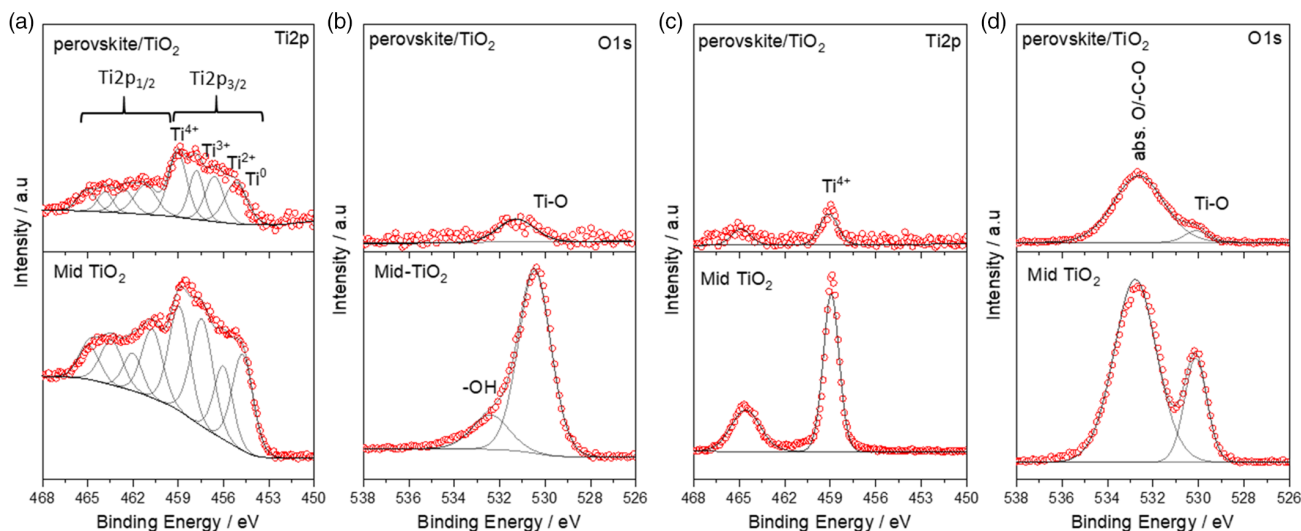 (a)
perovskite/TiO₂ Ti2p
Ti2p₁/₂ Ti2p₃/₂
Ti⁴⁺
Ti³⁺
Ti²⁺
Ti⁰
Mid TiO₂
Intensity / a.u
468 465 462 459 456 453 450
Binding Energy / eV
(b)
perovskite/TiO₂ O1s
Ti-O
Mid-TiO₂
-OH
Intensity / a.u
538 536 534 532 530 528 526
Binding Energy / eV
(c)
perovskite/TiO₂ Ti2p
Ti⁴⁺
Mid TiO₂
Intensity / a.u
468 465 462 459 456 453 450
Binding Energy / eV
(d)
perovskite/TiO₂ O1s
abs. O/-C-O
Ti-O
Mid TiO₂
Intensity / a.u
538 536 534 532 530 528 526
Binding Energy / eV